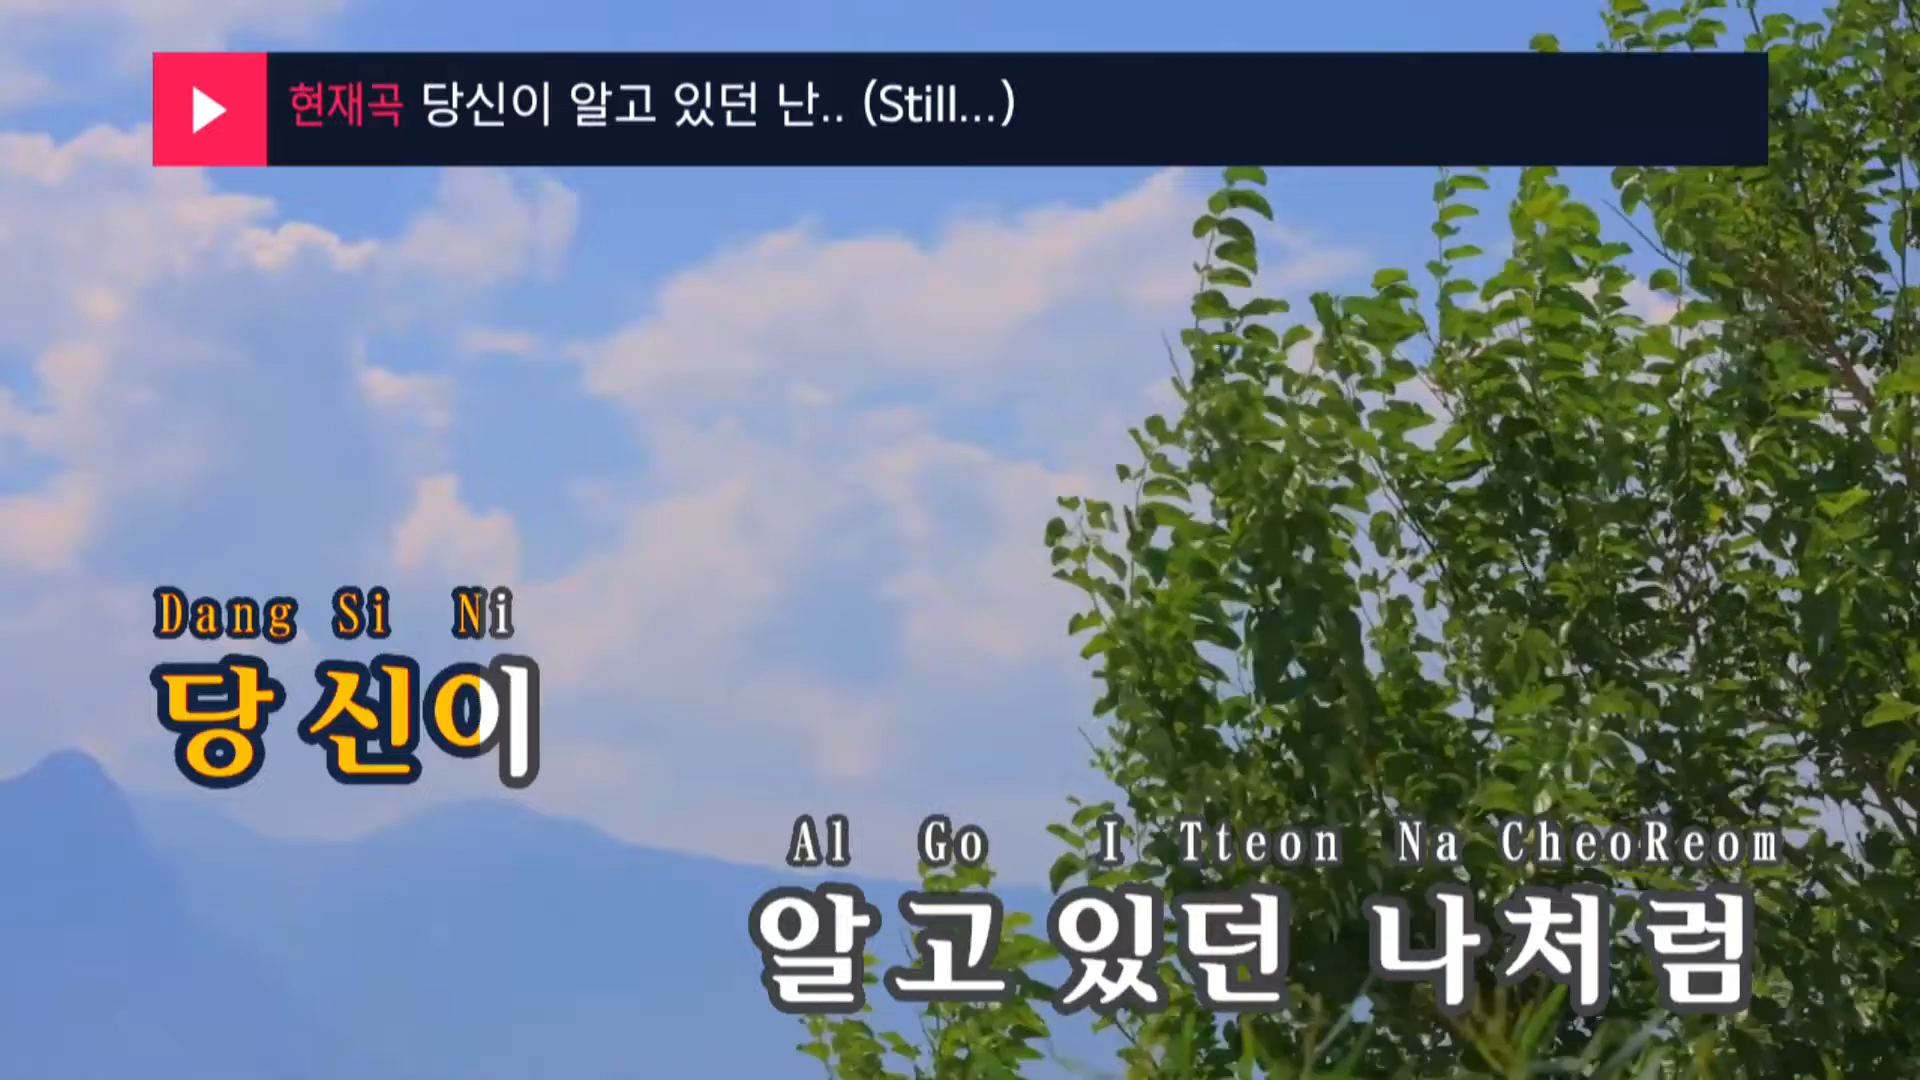 현재곡 당신이 알고 있던 난.. (Still...)
Dang Si Ni
당신이
Al Go I Tteon Na CheoReom
알고 있던 나처럼